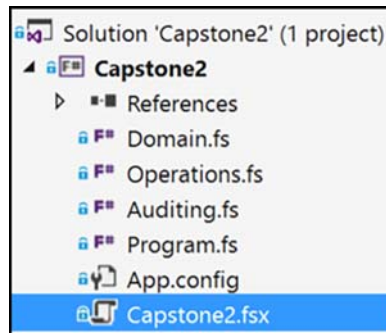 Solution 'Capstone2' (1 project)
F# Capstone2
References
F# Domain.fs
F# Operations.fs
F# Auditing.fs
F# Program.fs
App.config
Capstone2.fsx